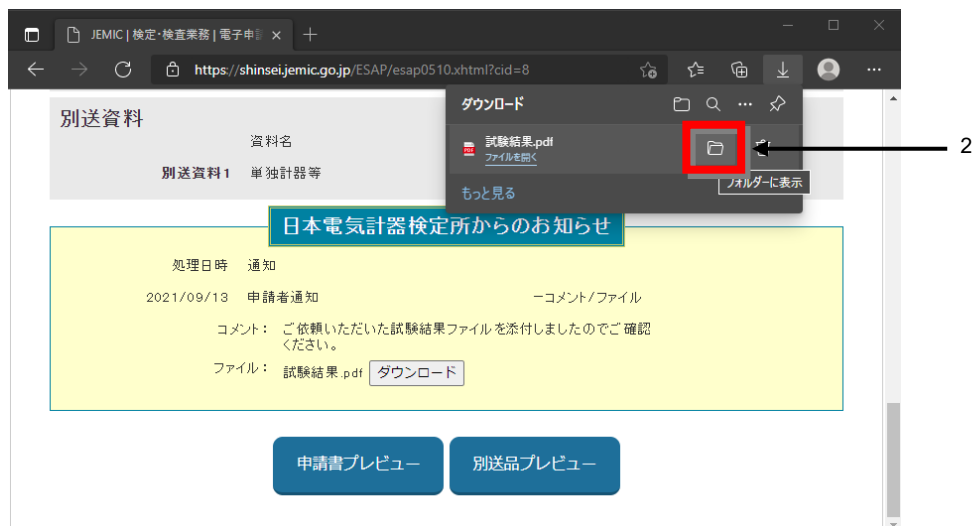 JEMIC | 検定・検査業務 | 電子申
https://shinsei.jemic.go.jp/ESAP/esap0510.xhtml?cid=8
ダウンロード
試験結果.pdf
ファイルを開く
もっと見る
フォルダーに表示
2
別送資料
資料名
別送資料1 単独計器等
日本電気計器検定所からのお知らせ
処理日時 通知
2021/09/13 申請者通知 ーコメント/ファイル
コメント： ご依頼いただいた試験結果ファイルを添付しましたのでご確認
ください。
ファイル： 試験結果.pdf ダウンロード
申請書プレビュー 別送品プレビュー